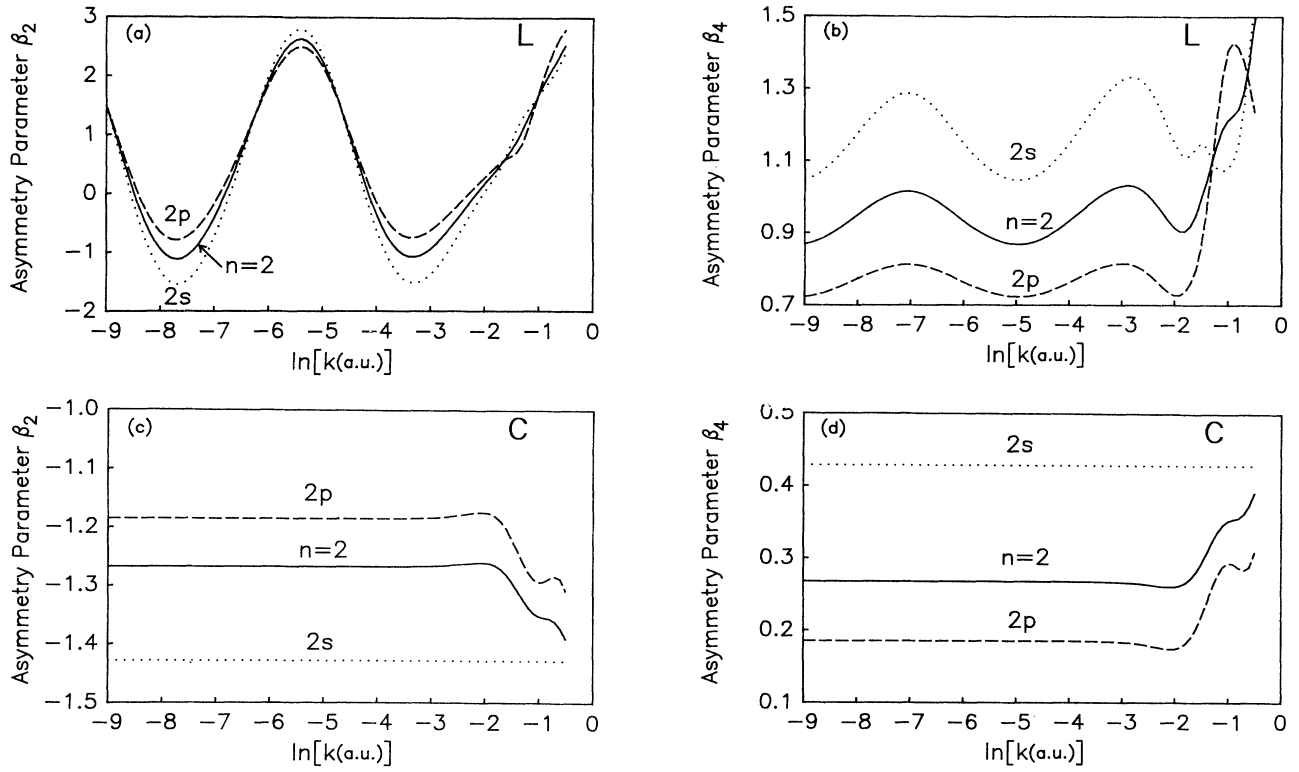 (a)
L
Asymmetry Parameter β₂
3
2
1
0
−1
−2
2p
n=2
2s
−9 −8 −7 −6 −5 −4 −3 −2 −1 0
ln[k(a.u.)]
(b)
L
Asymmetry Parameter β₄
1.5
1.3
1.1
0.9
0.7
2s
n=2
2p
−9 −8 −7 −6 −5 −4 −3 −2 −1 0
ln[k(a.u.)]
(c)
C
Asymmetry Parameter β₂
−1.0
−1.1
−1.2
−1.3
−1.4
−1.5
2p
n=2
2s
−9 −8 −7 −6 −5 −4 −3 −2 −1 0
ln[k(a.u.)]
(d)
C
Asymmetry Parameter β₄
0.5
0.4
0.3
0.2
0.1
2s
n=2
2p
−9 −8 −7 −6 −5 −4 −3 −2 −1 0
ln[k(a.u.)]